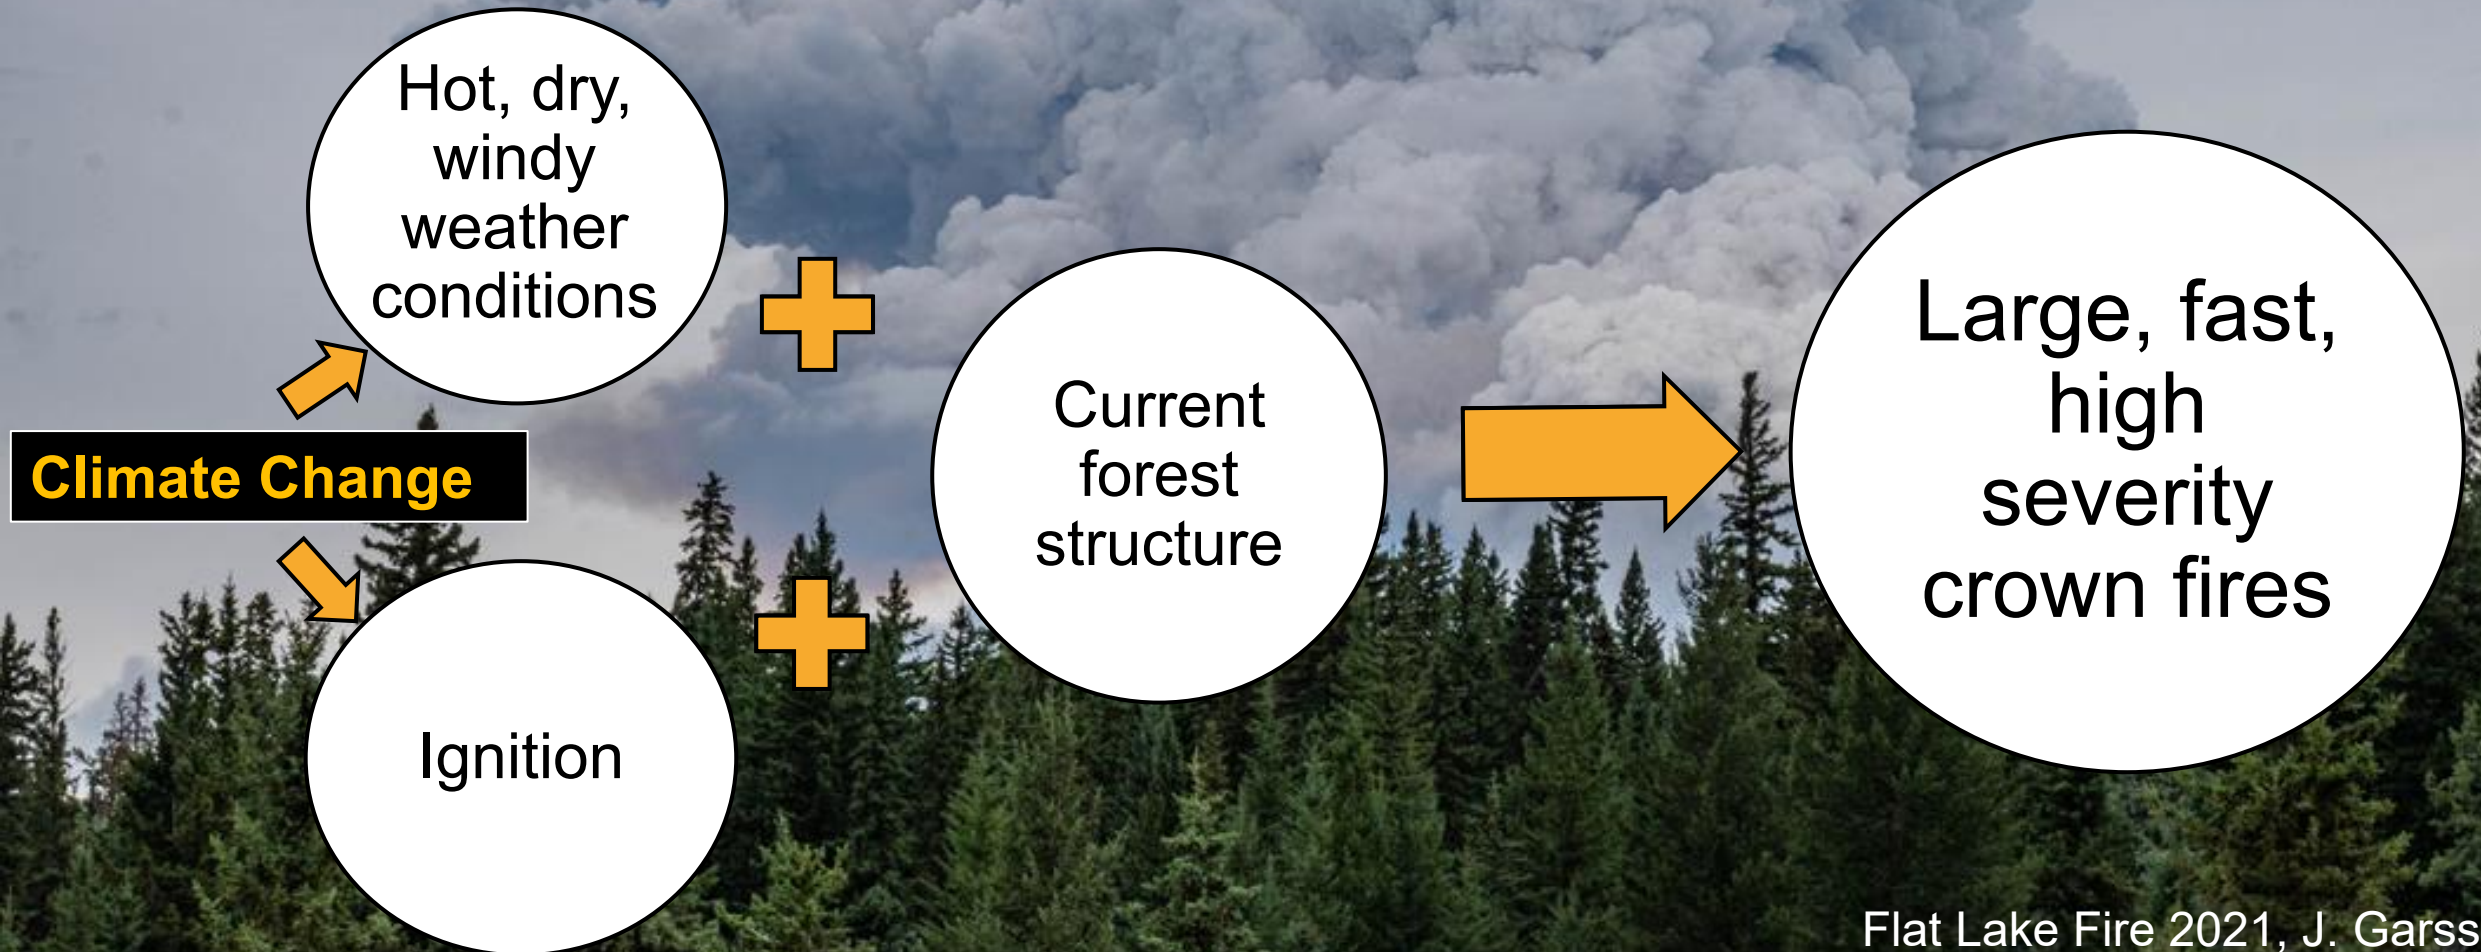 Hot, dry,
windy
weather
conditions
Climate Change
Ignition
Current
forest
structure
Large, fast,
high
severity
crown fires
Flat Lake Fire 2021, J. Garss